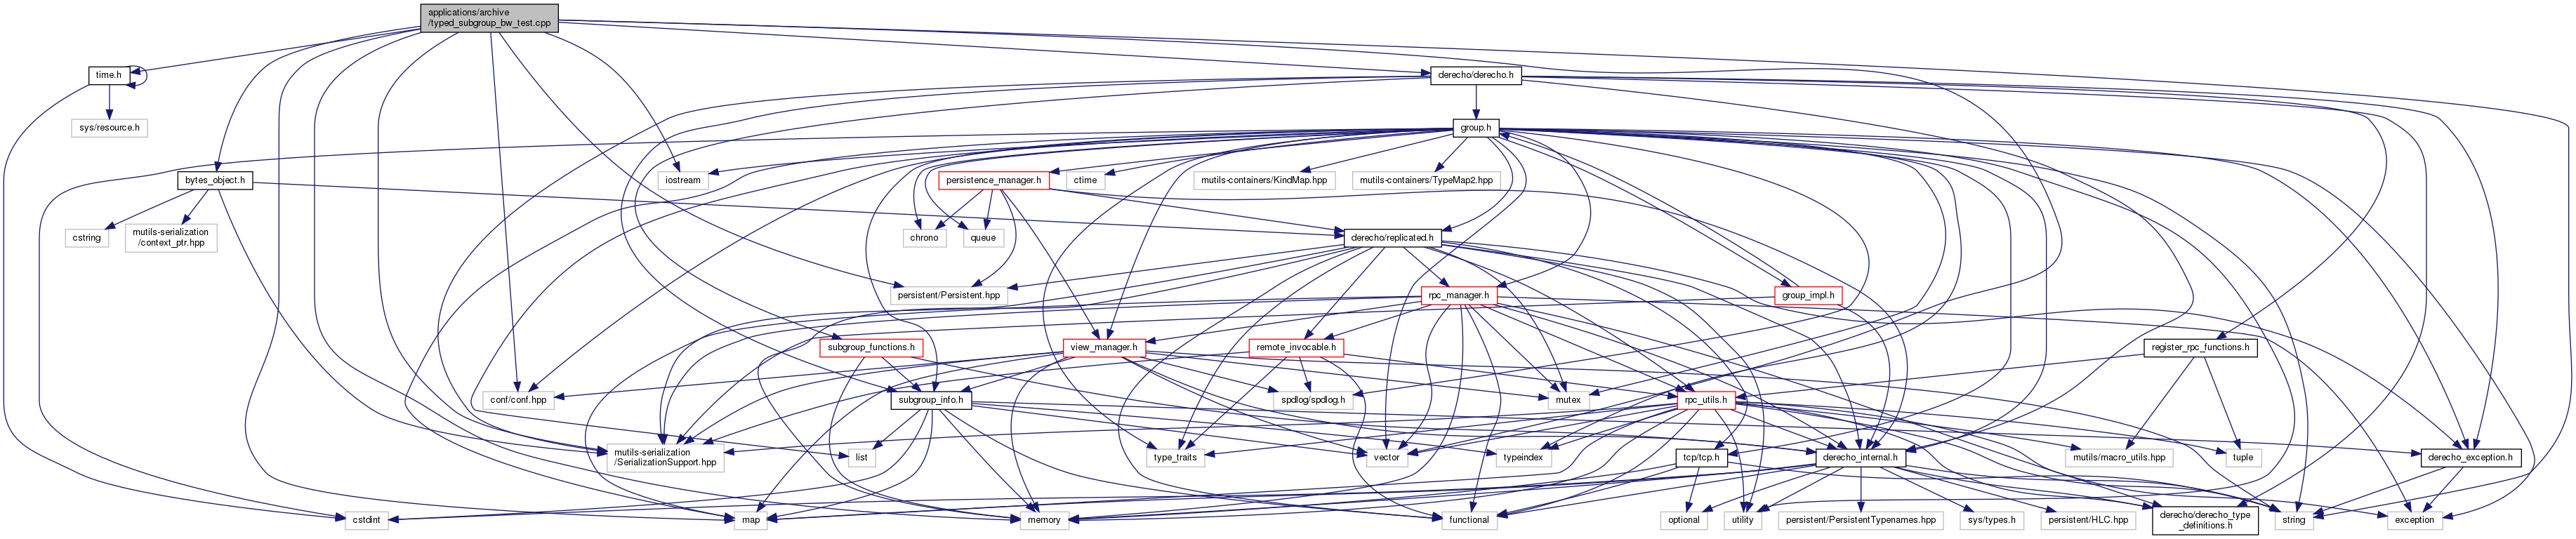 applications/archive
/typed_subgroup_bw_test.cpp
time.h
derecho/derecho.h
sys/resource.h
group.h
bytes_object.h
iostream
persistence_manager.h
ctime
mutils-containers/KindMap.hpp
mutils-containers/TypeMap2.hpp
cstring
mutils-serialization
/context_ptr.hpp
chrono
queue
derecho/replicated.h
persistent/Persistent.hpp
rpc_manager.h
group_impl.h
subgroup_functions.h
view_manager.h
remote_invocable.h
register_rpc_functions.h
conf/conf.hpp
subgroup_info.h
spdlog/spdlog.h
mutex
rpc_utils.h
mutils-serialization
/SerializationSupport.hpp
list
type_traits
vector
typeindex
tcp/tcp.h
derecho_internal.h
mutils/macro_utils.hpp
tuple
derecho_exception.h
cstdint
map
memory
functional
optional
utility
persistent/PersistentTypenames.hpp
sys/types.h
persistent/HLC.hpp
derecho/derecho_type
_definitions.h
string
exception